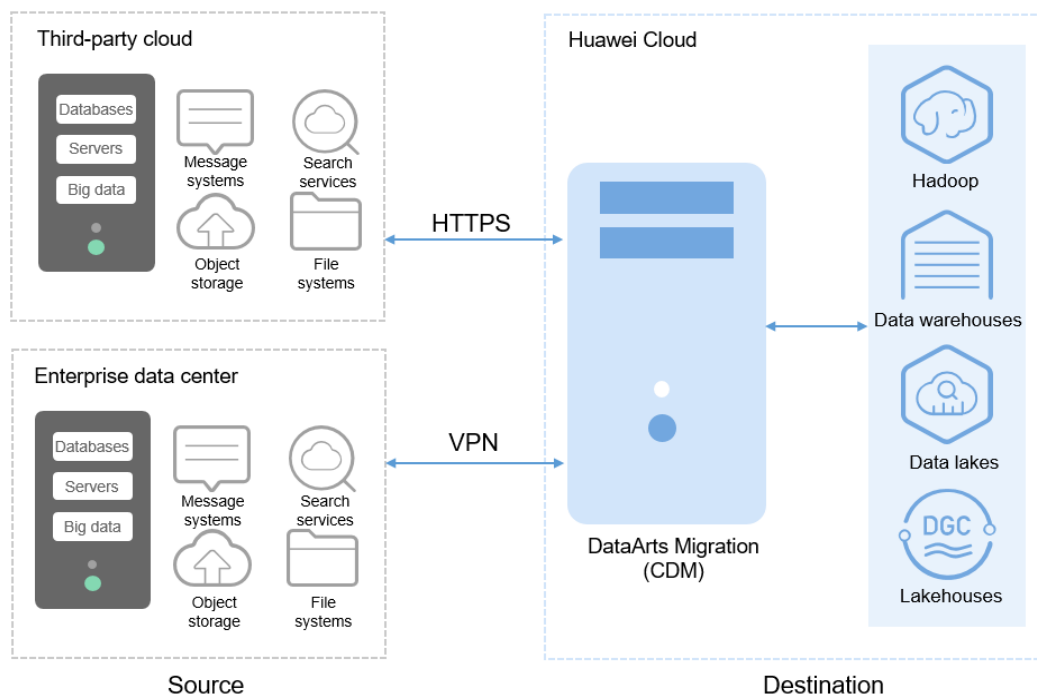 Third-party cloud
Databases
Servers
Big data
Message
systems
Search
services
Object
storage
File
systems
HTTPS
Enterprise data center
Databases
Servers
Big data
Message
systems
Search
services
Object
storage
File
systems
VPN
Source
Huawei Cloud
DataArts Migration
(CDM)
Hadoop
Data warehouses
Data lakes
DGC
Lakehouses
Destination